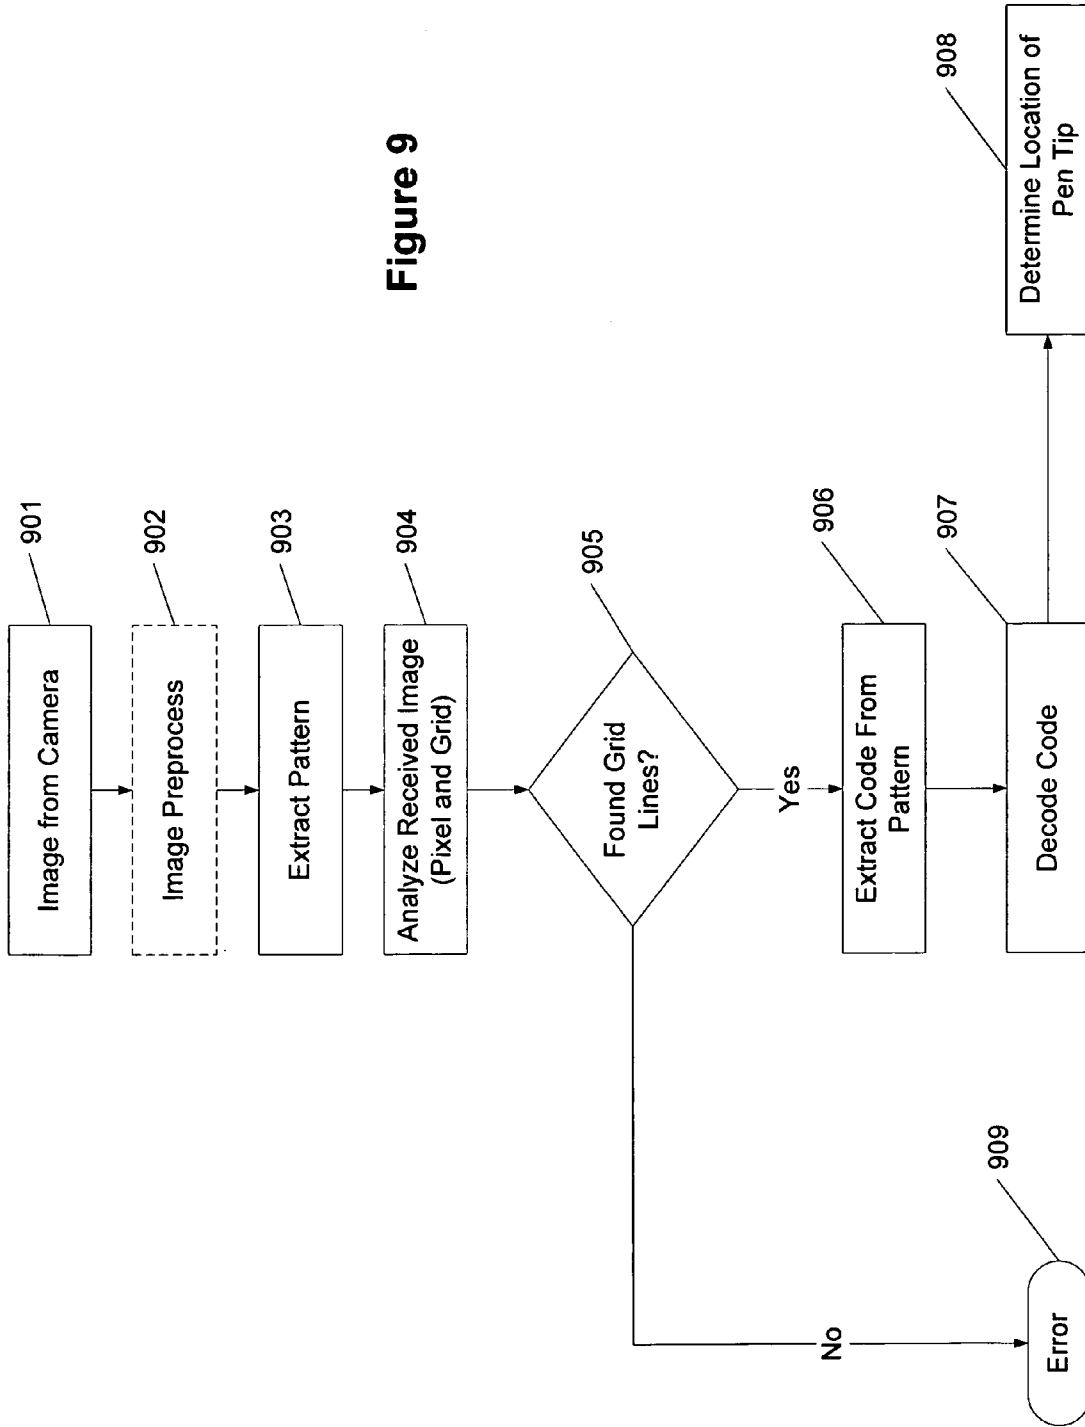 Figure 9
Image from Camera
901
Image Preprocess
902
Extract Pattern
903
Analyze Received Image
(Pixel and Grid)
904
Found Grid
Lines?
905
Yes
No
Extract Code From
Pattern
906
Decode Code
907
Determine Location of
Pen Tip
908
Error
909